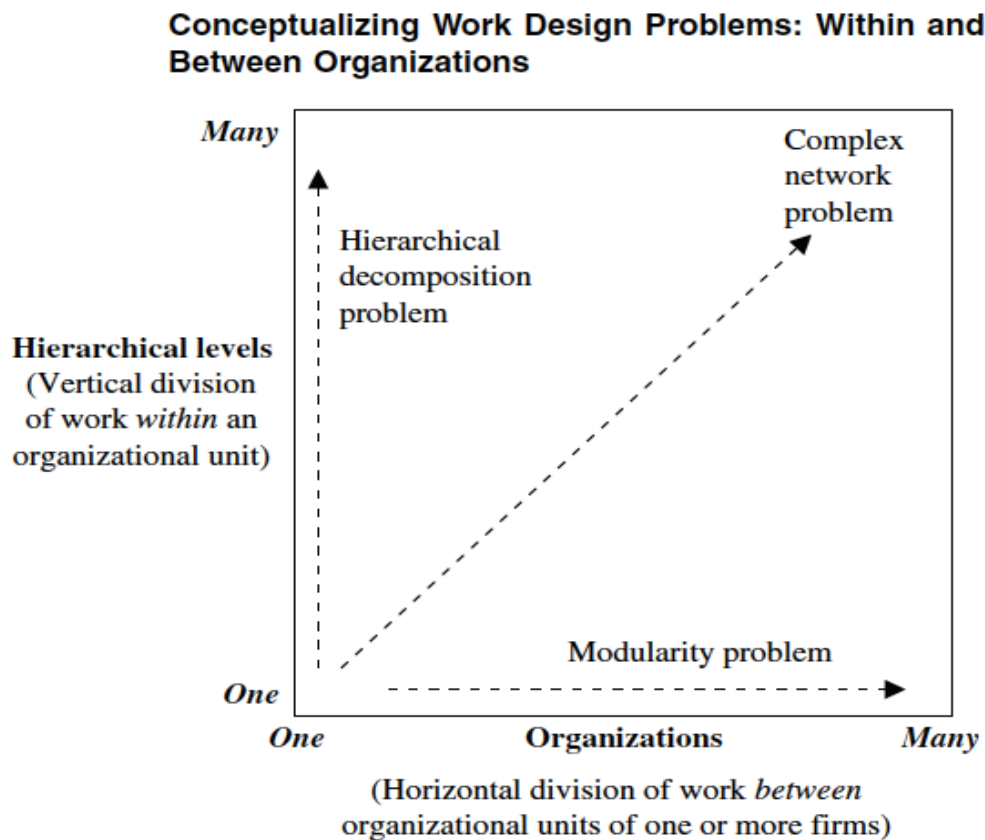 Conceptualizing Work Design Problems: Within and
Between Organizations
Many
Complex
network
problem
Hierarchical
decomposition
problem
Hierarchical levels
(Vertical division
of work within an
organizational unit)
Modularity problem
One
One
Organizations
Many
(Horizontal division of work between
organizational units of one or more firms)